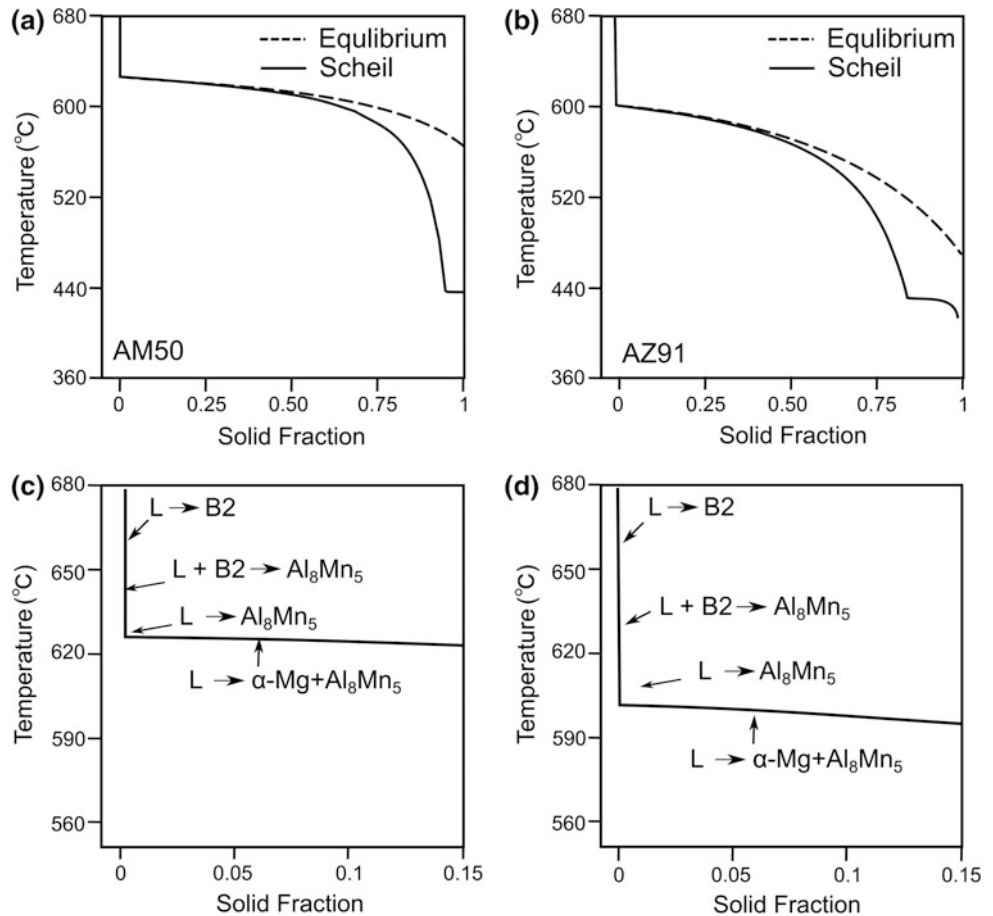 (a)
680
600
520
440
360
Temperature (°C)
Equlibrium
Scheil
AM50
0
0.25
0.50
0.75
1
Solid Fraction
(b)
680
600
520
440
360
Temperature (°C)
Equlibrium
Scheil
AZ91
0
0.25
0.50
0.75
1
Solid Fraction
(c)
680
650
620
590
560
Temperature (°C)
L → B2
L + B2 → Al₈Mn₅
L → Al₈Mn₅
L → α-Mg+Al₈Mn₅
0
0.05
0.1
0.15
Solid Fraction
(d)
680
650
620
590
560
Temperature (°C)
L → B2
L + B2 → Al₈Mn₅
L → Al₈Mn₅
L → α-Mg+Al₈Mn₅
0
0.05
0.1
0.15
Solid Fraction